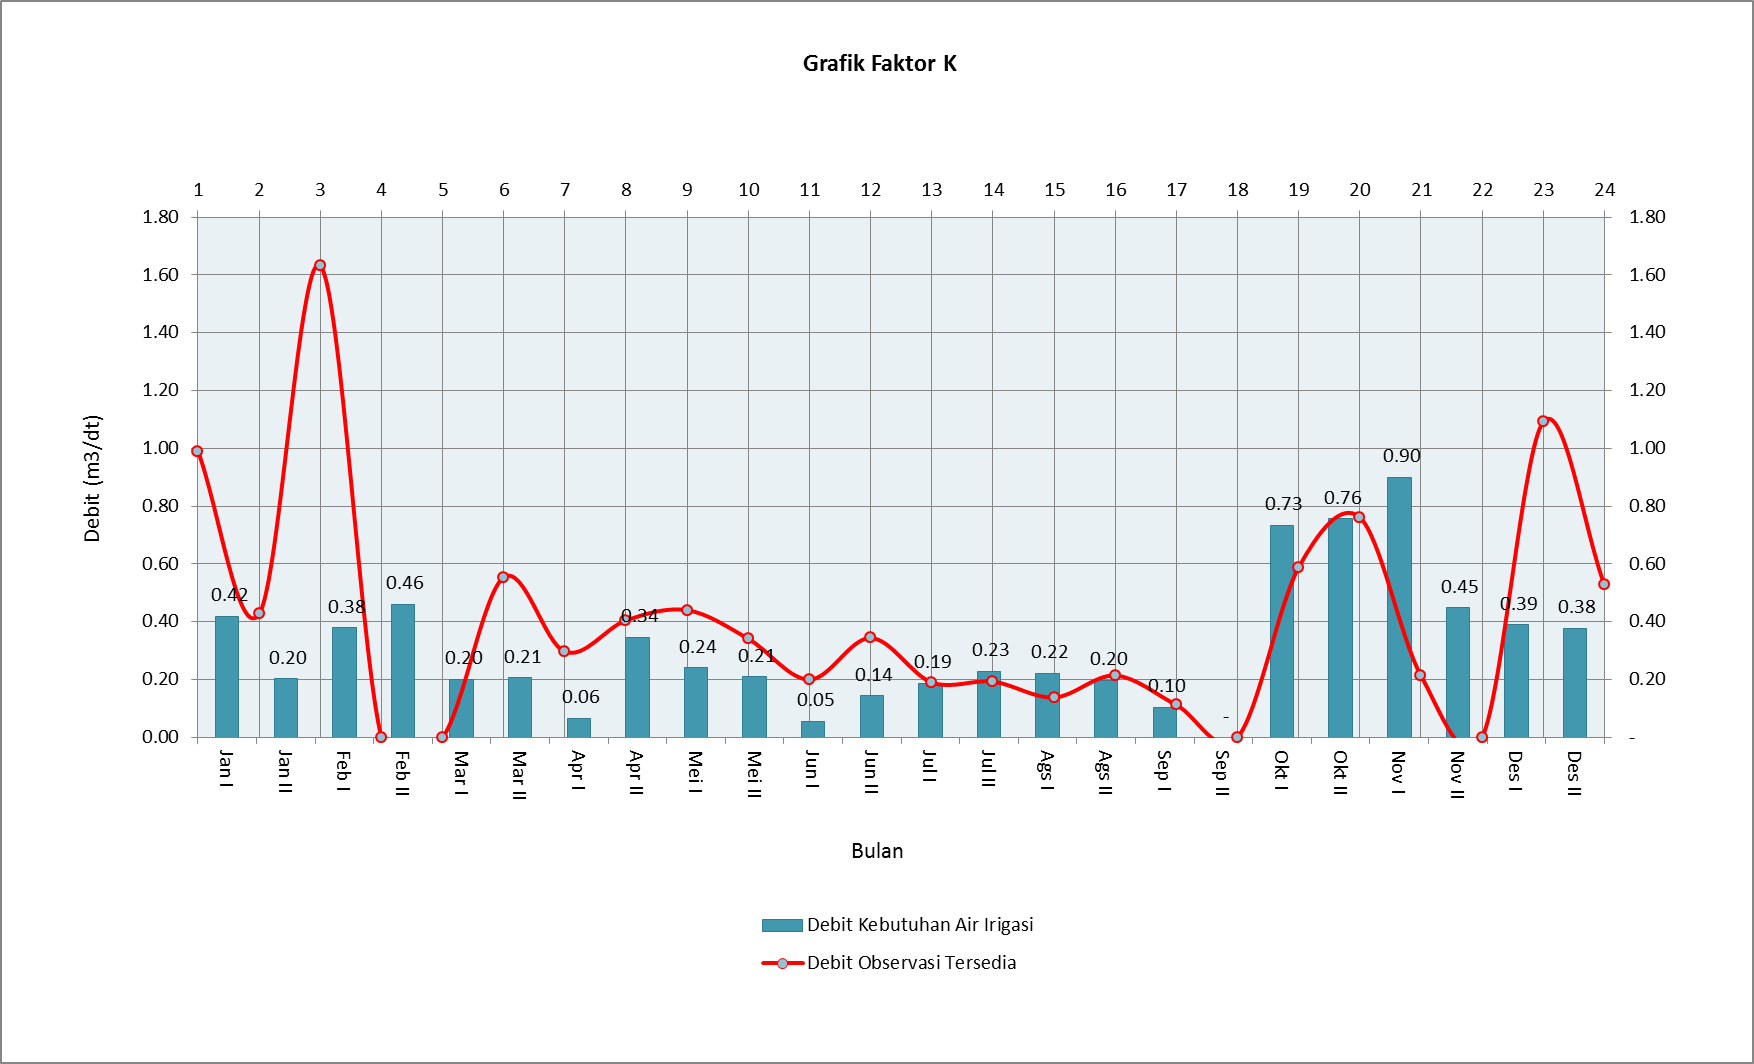 Grafik Faktor K
1 2 3 4 5 6 7 8 9 10 11 12 13 14 15 16 17 18 19 20 21 22 23 24
1.80 1.80
1.60 1.60
1.40 1.40
1.20 1.20
1.00 1.00
0.80 0.80
0.60 0.60
0.40 0.40
0.20 0.20
0.00 -
Debit (m3/dt)
0.42 0.20 0.38 0.46 0.20 0.21 0.06 0.34 0.24 0.21 0.05 0.14 0.19 0.23 0.22 0.20 0.10 - 0.73 0.76 0.90 0.45 0.39 0.38
Jan I
Jan II
Feb I
Feb II
Mar I
Mar II
Apr I
Apr II
Mei I
Mei II
Jun I
Jun II
Jul I
Jul II
Ags I
Ags II
Sep I
Sep II
Okt I
Okt II
Nov I
Nov II
Des I
Des II
Bulan
Debit Kebutuhan Air Irigasi
Debit Observasi Tersedia